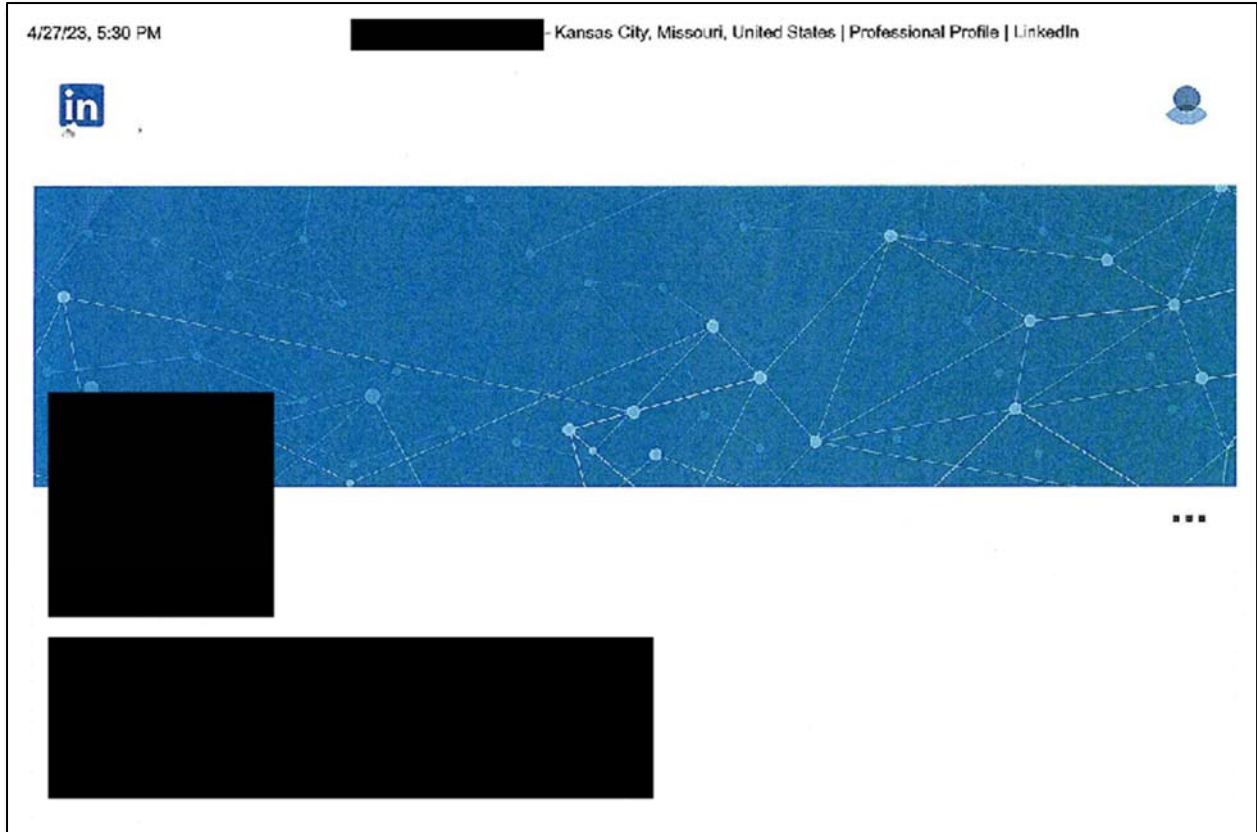 4/27/23, 5:30 PM
- Kansas City, Missouri, United States | Professional Profile | LinkedIn
in